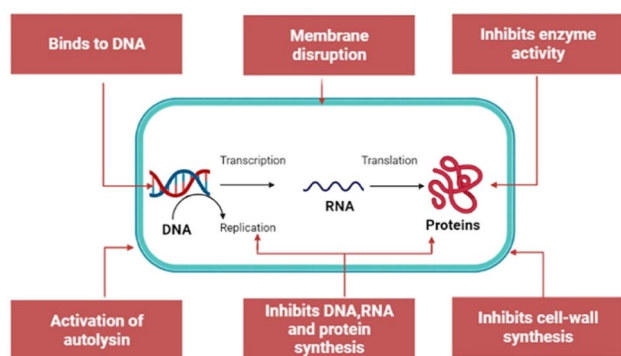 Binds to DNA
Membrane
disruption
Inhibits enzyme
activity
Transcription
Translation
RNA
Proteins
DNA
Replication
Activation of
autolysin
Inhibits DNA,RNA
and protein
synthesis
Inhibits cell-wall
synthesis